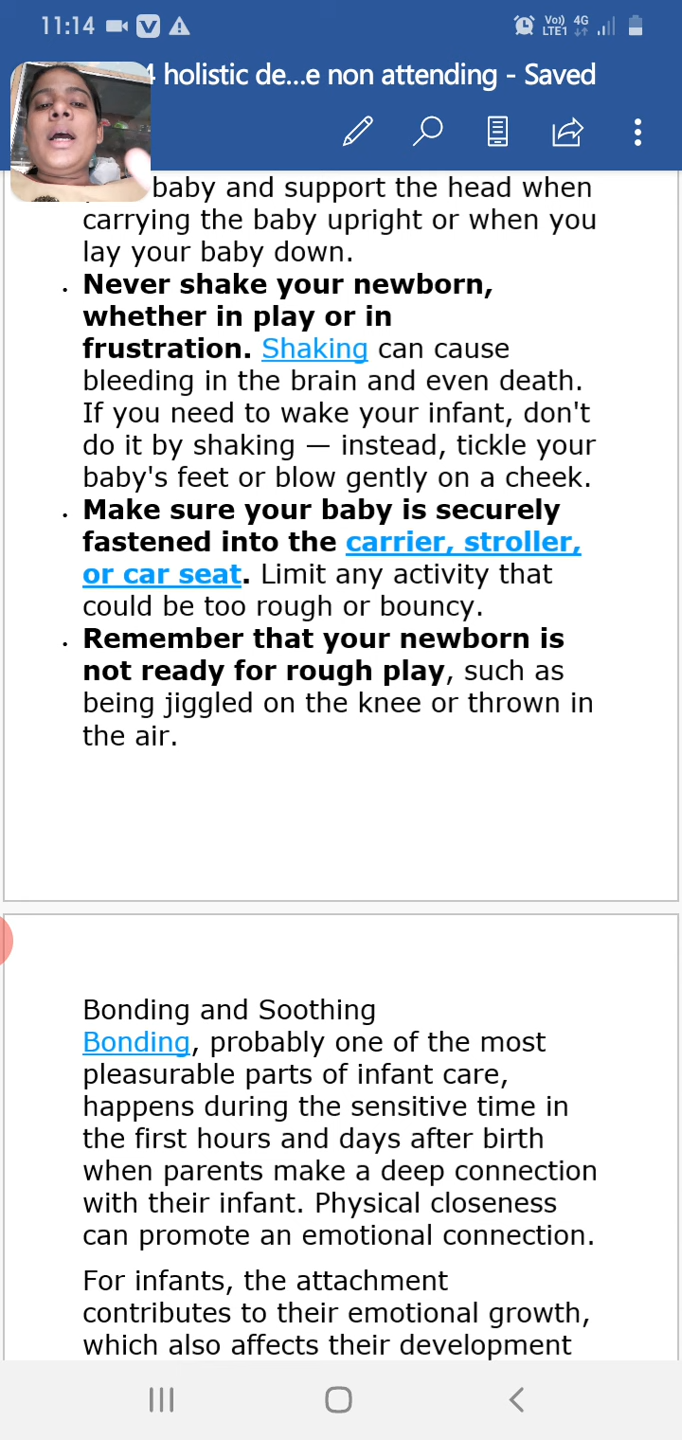 11:14
Vo) 4G
LTE1
4 holistic de...e non attending - Saved
baby and support the head when
carrying the baby upright or when you
lay your baby down.
• Never shake your newborn,
whether in play or in
frustration. Shaking can cause
bleeding in the brain and even death.
If you need to wake your infant, don't
do it by shaking — instead, tickle your
baby's feet or blow gently on a cheek.
• Make sure your baby is securely
fastened into the carrier, stroller,
or car seat. Limit any activity that
could be too rough or bouncy.
• Remember that your newborn is
not ready for rough play, such as
being jiggled on the knee or thrown in
the air.
Bonding and Soothing
Bonding, probably one of the most
pleasurable parts of infant care,
happens during the sensitive time in
the first hours and days after birth
when parents make a deep connection
with their infant. Physical closeness
can promote an emotional connection.
For infants, the attachment
contributes to their emotional growth,
which also affects their development